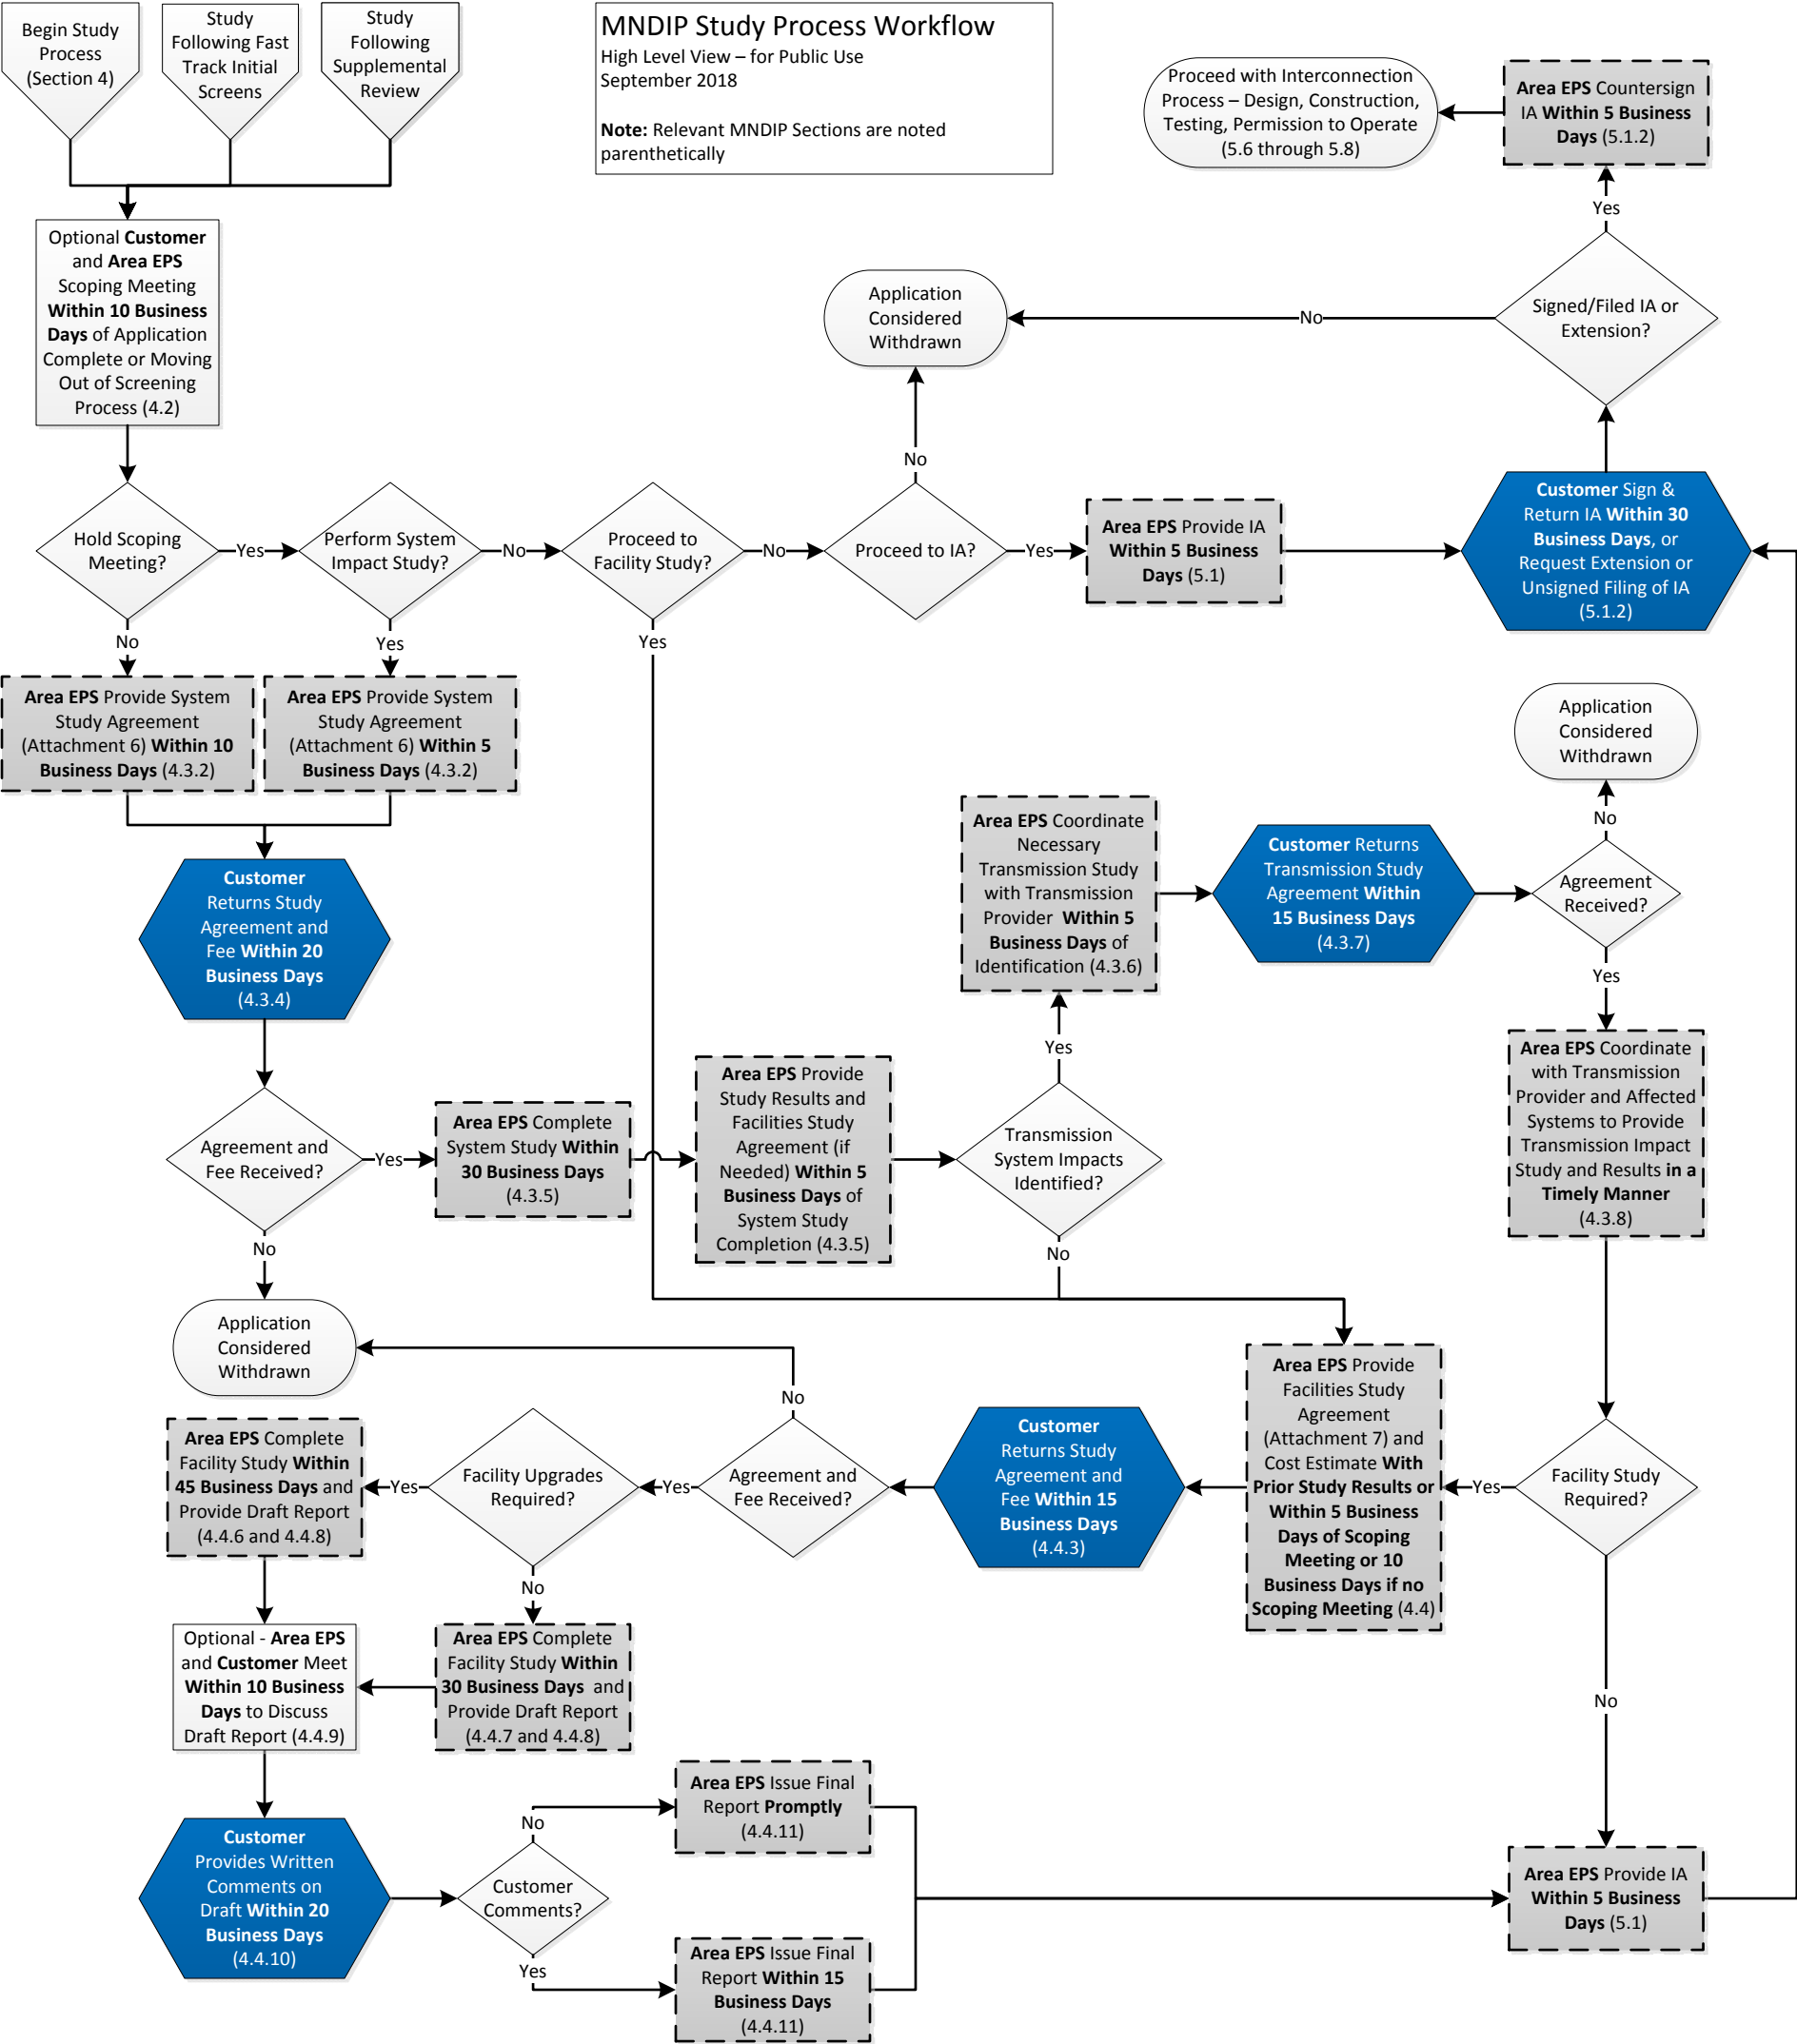 Begin Study
Process
(Section 4)
Study
Following Fast
Track Initial
Screens
Study
Following
Supplemental
Review
MNDIP Study Process Workflow
High Level View – for Public Use
September 2018
Note: Relevant MNDIP Sections are noted
parenthetically
Proceed with Interconnection
Process – Design, Construction,
Testing, Permission to Operate
(5.6 through 5.8)
Area EPS Countersign
IA Within 5 Business
Days (5.1.2)
Yes
Optional Customer
and Area EPS
Scoping Meeting
Within 10 Business
Days of Application
Complete or Moving
Out of Screening
Process (4.2)
Application
Considered
Withdrawn
No
Signed/Filed IA or
Extension?
No
Hold Scoping
Meeting?
Yes
Perform System
Impact Study?
No
Proceed to
Facility Study?
No
Proceed to IA?
Yes
Area EPS Provide IA
Within 5 Business
Days (5.1)
Customer Sign &
Return IA Within 30
Business Days, or
Request Extension or
Unsigned Filing of IA
(5.1.2)
No
Yes
Yes
Area EPS Provide System
Study Agreement
(Attachment 6) Within 10
Business Days (4.3.2)
Area EPS Provide System
Study Agreement
(Attachment 6) Within 5
Business Days (4.3.2)
Application
Considered
Withdrawn
No
Area EPS Coordinate
Necessary
Transmission Study
with Transmission
Provider Within 5
Business Days of
Identification (4.3.6)
Customer Returns
Transmission Study
Agreement Within
15 Business Days
(4.3.7)
Agreement
Received?
Yes
Customer
Returns Study
Agreement and
Fee Within 20
Business Days
(4.3.4)
Yes
Agreement and
Fee Received?
Yes
Area EPS Complete
System Study Within
30 Business Days
(4.3.5)
Area EPS Provide
Study Results and
Facilities Study
Agreement (if
Needed) Within 5
Business Days of
System Study
Completion (4.3.5)
Transmission
System Impacts
Identified?
Area EPS Coordinate
with Transmission
Provider and Affected
Systems to Provide
Transmission Impact
Study and Results in a
Timely Manner
(4.3.8)
No
No
Application
Considered
Withdrawn
No
Area EPS Complete
Facility Study Within
45 Business Days and
Provide Draft Report
(4.4.6 and 4.4.8)
Yes
Facility Upgrades
Required?
Yes
Agreement and
Fee Received?
Customer
Returns Study
Agreement and
Fee Within 15
Business Days
(4.4.3)
Area EPS Provide
Facilities Study
Agreement
(Attachment 7) and
Cost Estimate With
Prior Study Results or
Within 5 Business
Days of Scoping
Meeting or 10
Business Days if no
Scoping Meeting (4.4)
Yes
Facility Study
Required?
No
Optional - Area EPS
and Customer Meet
Within 10 Business
Days to Discuss
Draft Report (4.4.9)
Area EPS Complete
Facility Study Within
30 Business Days and
Provide Draft Report
(4.4.7 and 4.4.8)
No
Customer
Provides Written
Comments on
Draft Within 20
Business Days
(4.4.10)
Customer
Comments?
No
Area EPS Issue Final
Report Promptly
(4.4.11)
Yes
Area EPS Issue Final
Report Within 15
Business Days
(4.4.11)
Area EPS Provide IA
Within 5 Business
Days (5.1)